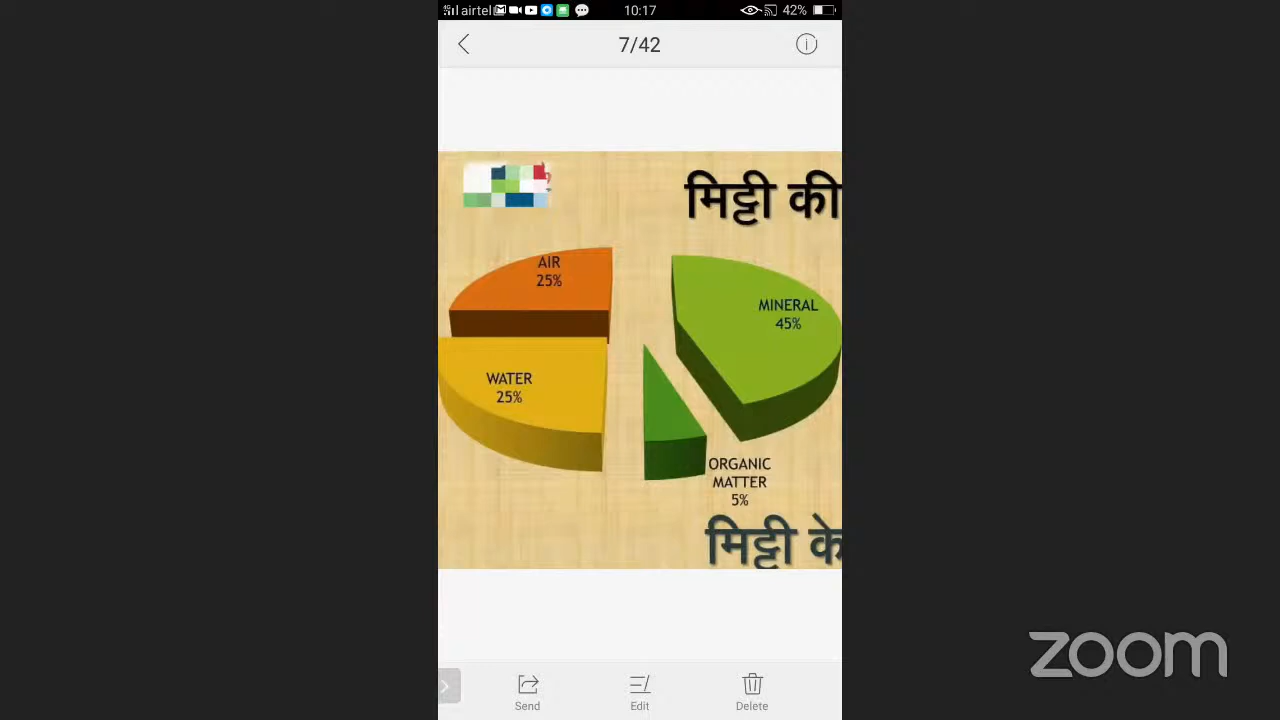 airtel 10:17 42%
7/42
मिट्टी की
AIR
25%
MINERAL
45%
WATER
25%
ORGANIC
MATTER
5%
मिट्टी के
Send Edit Delete
zoom